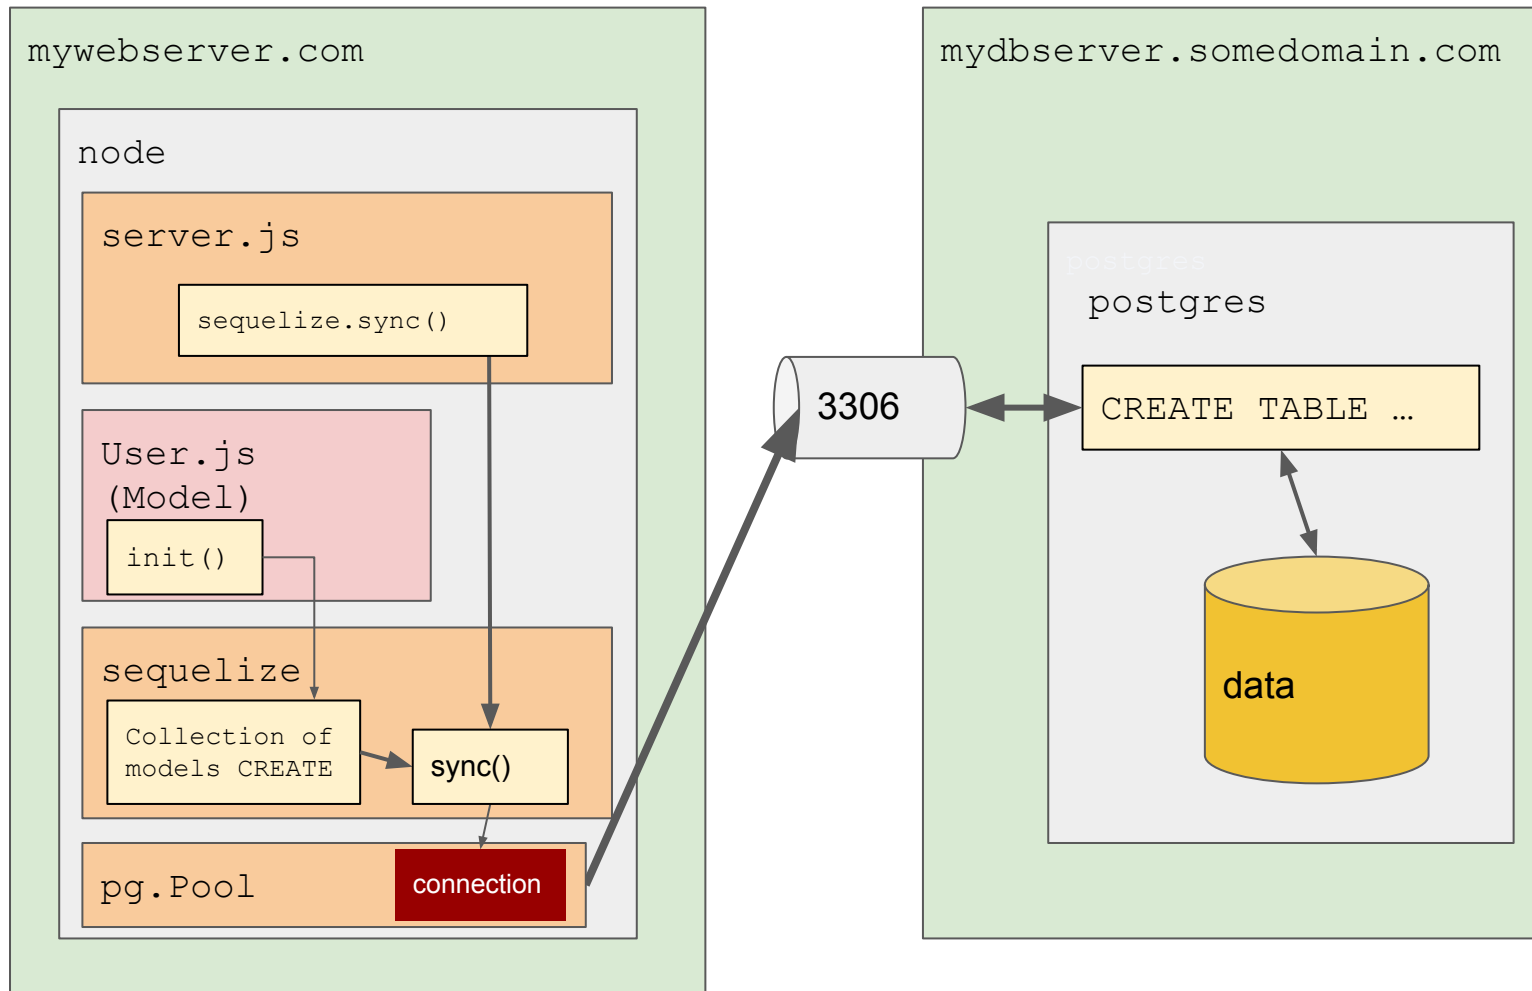 mywebserver.com
node
server.js
sequelize.sync()
User.js
(Model)
init()
sequelize
Collection of
models CREATE
sync()
pg.Pool
connection
3306
mydbserver.somedomain.com
postgres
postgres
CREATE TABLE …
data